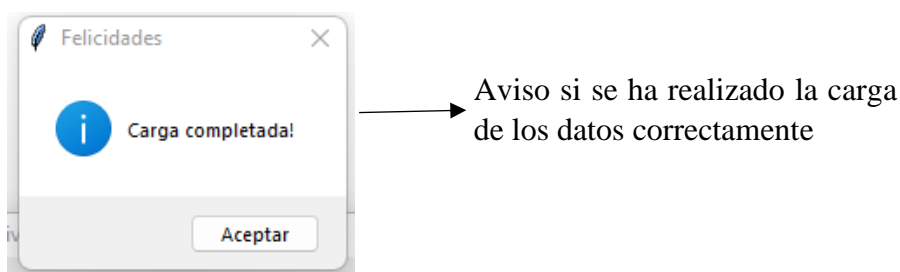 Felicidades
Carga completada!
Aceptar
Aviso si se ha realizado la carga
de los datos correctamente